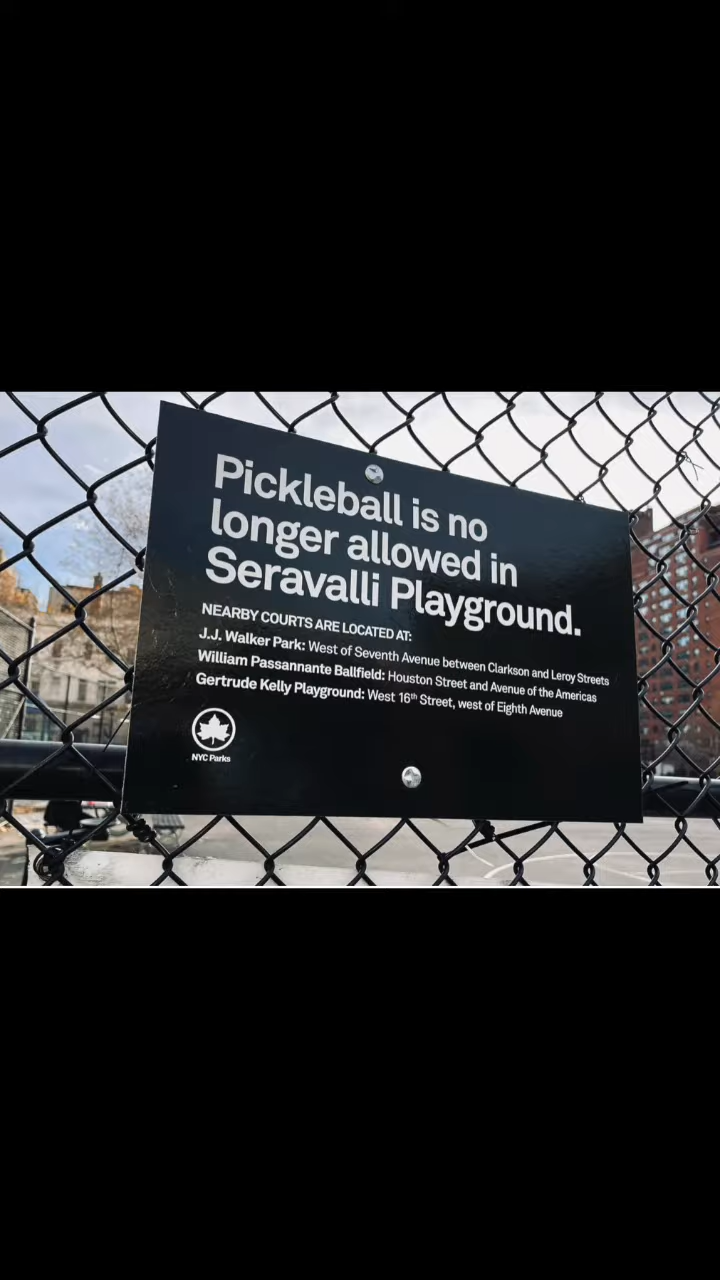 Pickleball is no
longer allowed in
Seravalli Playground.
NEARBY COURTS ARE LOCATED AT:
J.J. Walker Park: West of Seventh Avenue between Clarkson and Leroy Streets
William Passannante Ballfield: Houston Street and Avenue of the Americas
Gertrude Kelly Playground: West 16th Street, west of Eighth Avenue
NYC Parks